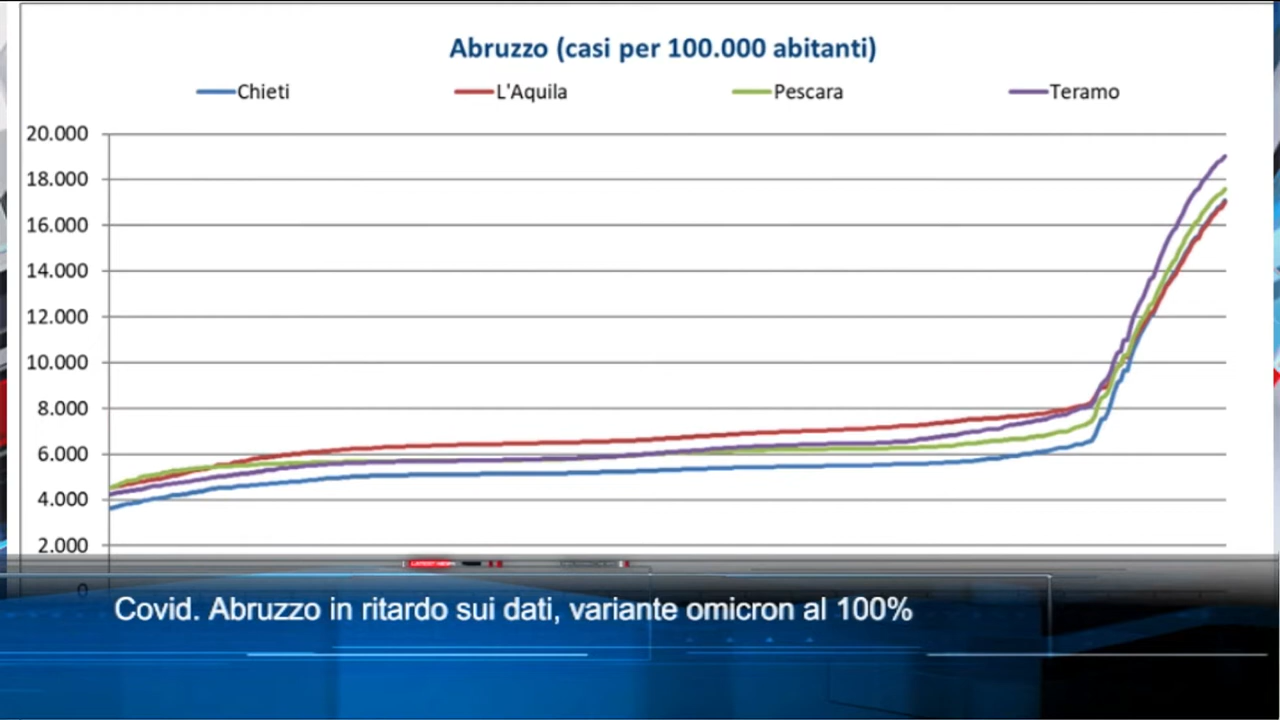 Abruzzo (casi per 100.000 abitanti)
Chieti L'Aquila Pescara Teramo
20.000
18.000
16.000
14.000
12.000
10.000
8.000
6.000
4.000
2.000
0
LATEST NEWS
Covid. Abruzzo in ritardo sui dati, variante omicron al 100%